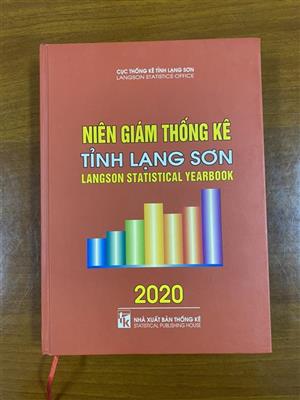 CỤC THỐNG KÊ TỈNH LẠNG SƠN
LANGSON STATISTICS OFFICE
NIÊN GIÁM THỐNG KÊ
TỈNH LẠNG SƠN
LANGSON STATISTICAL YEARBOOK
2020
NHÀ XUẤT BẢN THỐNG KÊ
STATISTICAL PUBLISHING HOUSE